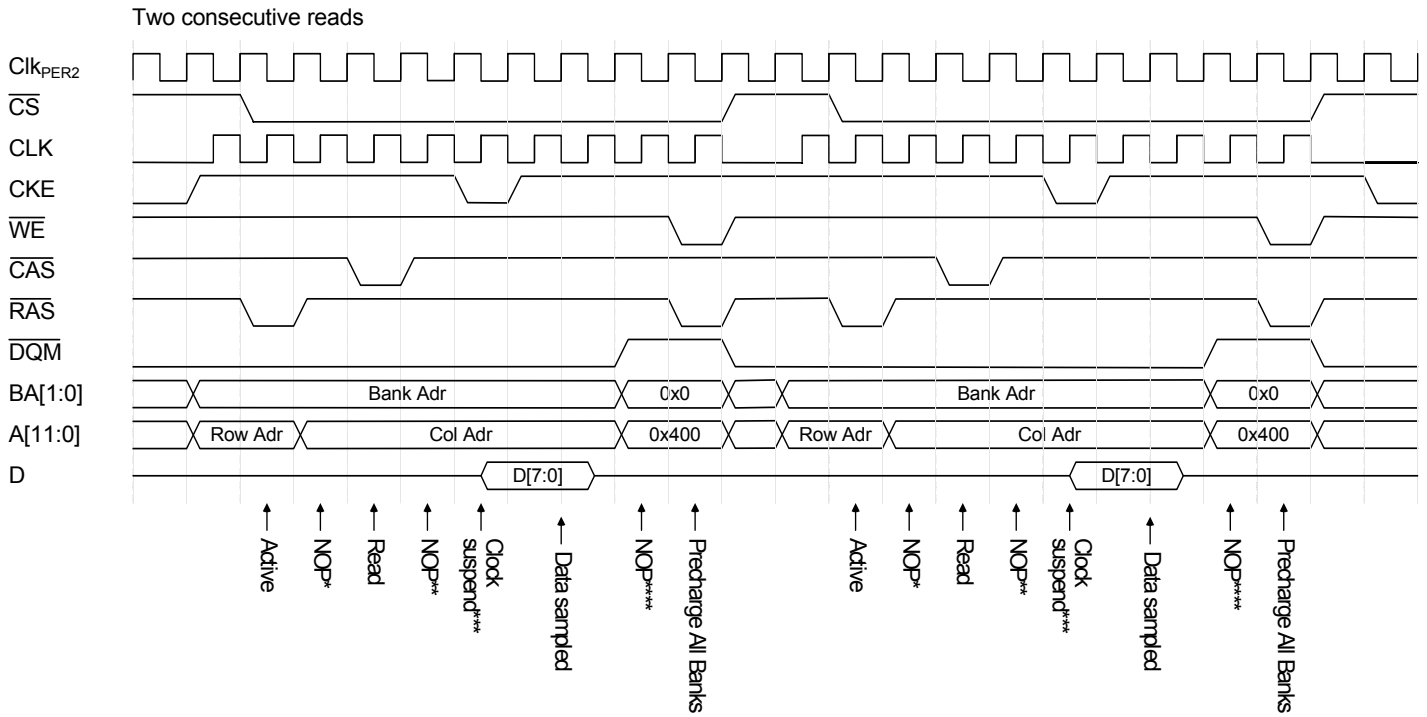 Two consecutive reads
Clk PER2
CS
CLK
CKE
WE
CAS
RAS
DQM
BA[1:0] Bank Adr 0x0 Bank Adr 0x0
A[11:0] Row Adr Col Adr 0x400 Row Adr Col Adr 0x400
D D[7:0] D[7:0]
Active
NOP*
Read
NOP**
Clock
suspend***
Data sampled
NOP****
Precharge All Banks
Active
NOP*
Read
NOP**
Clock
suspend***
Data sampled
NOP****
Precharge All Banks